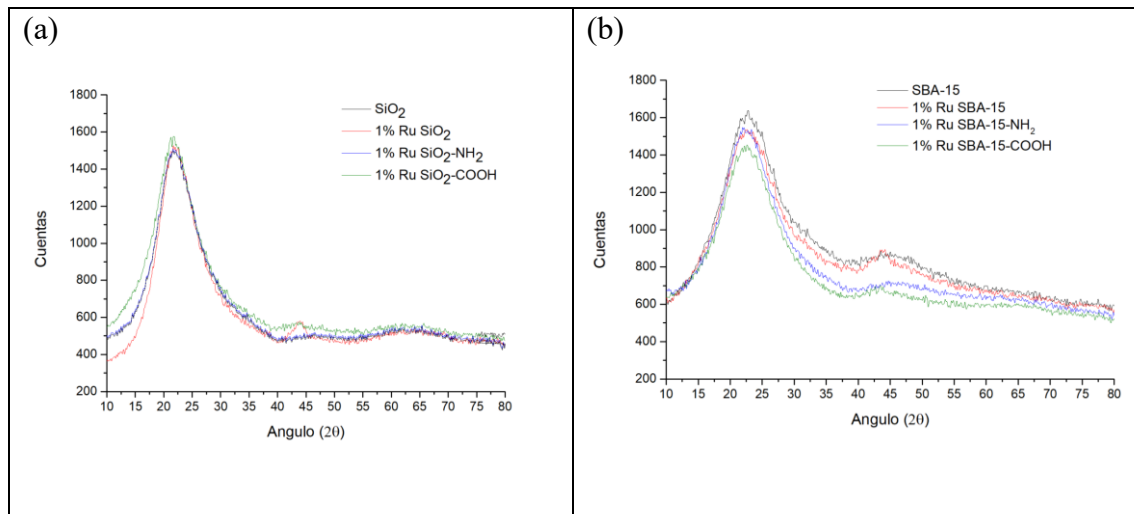 (a)
SiO₂
1% Ru SiO₂
1% Ru SiO₂-NH₂
1% Ru SiO₂-COOH
1800
1600
1400
1200
1000
800
600
400
200
Cuentas
10 15 20 25 30 35 40 45 50 55 60 65 70 75 80
Angulo (2θ)
(b)
SBA-15
1% Ru SBA-15
1% Ru SBA-15-NH₂
1% Ru SBA-15-COOH
1800
1600
1400
1200
1000
800
600
400
200
Cuentas
10 15 20 25 30 35 40 45 50 55 60 65 70 75 80
Angulo (2θ)